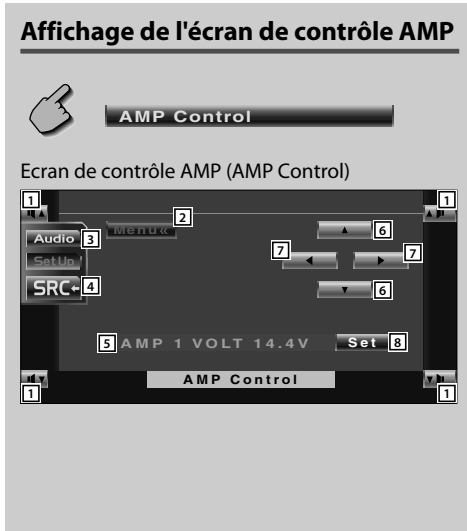 Affichage de l'écran de contrôle AMP
AMP Control
Ecran de contrôle AMP (AMP Control)
1 1
2
Menu«
6
Audio 3
7 7
SetUp
SRC 4
6
5 AMP 1 VOLT 14.4V Set 8
AMP Control
1 1